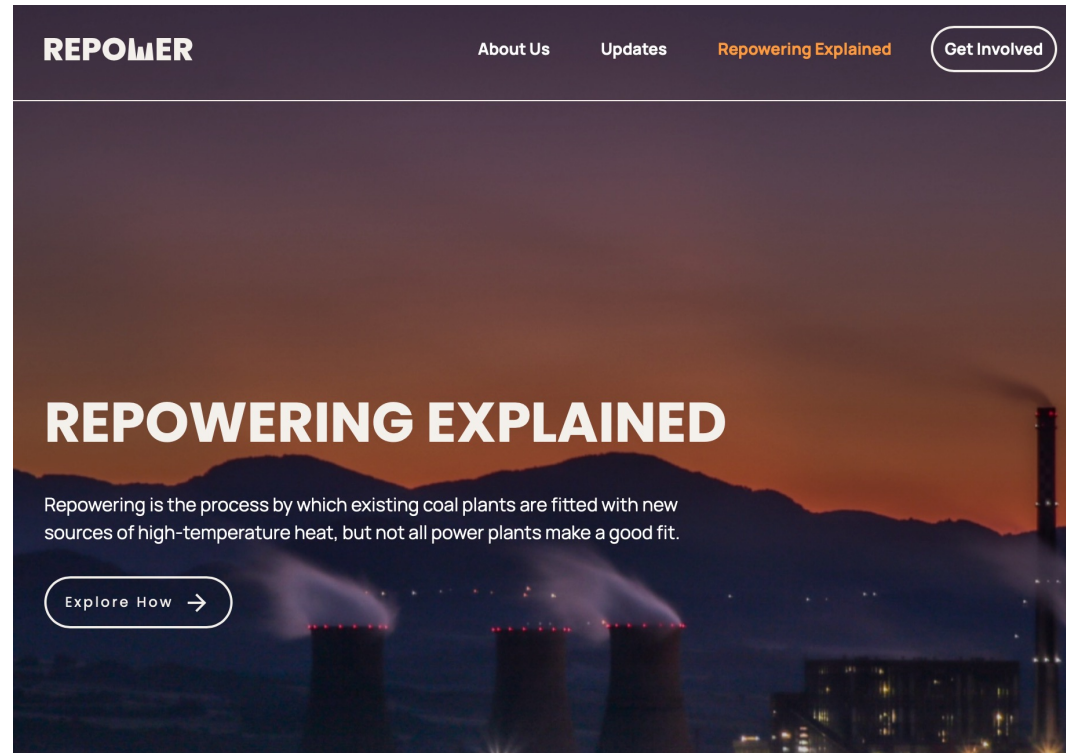 REPOWER
About Us
Updates
Repowering Explained
Get Involved
REPOWERING EXPLAINED
Repowering is the process by which existing coal plants are fitted with new
sources of high-temperature heat, but not all power plants make a good fit.
Explore How